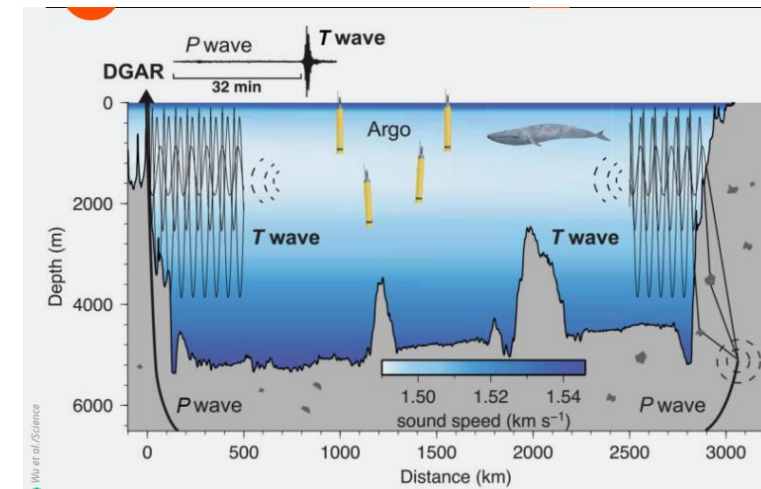 P wave
T wave
DGAR
32 min
0
Argo
2000
T wave
T wave
Depth (m)
4000
1.50 1.52 1.54
sound speed (km s⁻¹)
6000
P wave
P wave
0 500 1000 1500 2000 2500 3000
Distance (km)
Wu et al./Science